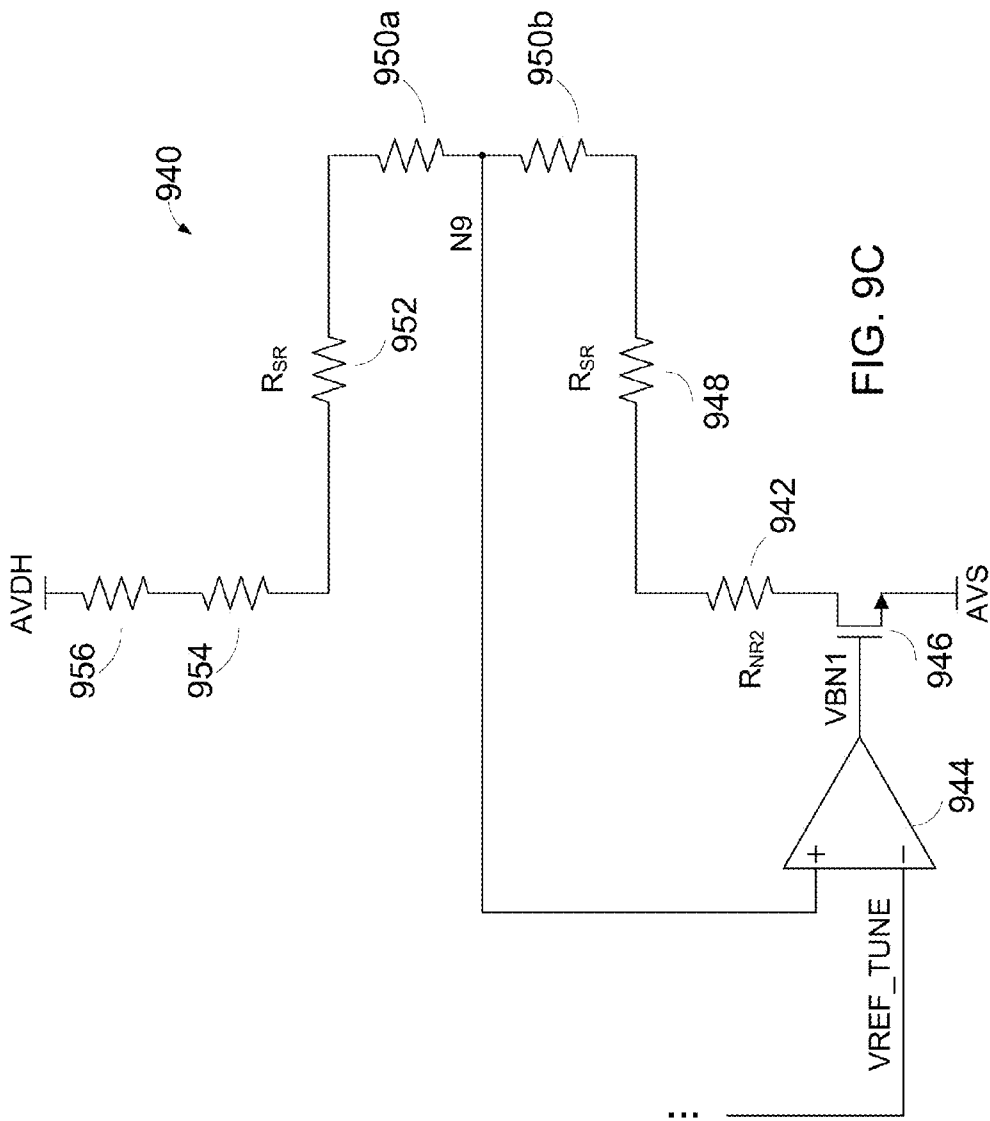 940
950a
950b
AVDH
956
954
R_SR
952
N9
R_SR
948
942
R_NR2
VBN1
946
AVS
+
−
944
VREF_TUNE
...
FIG. 9C